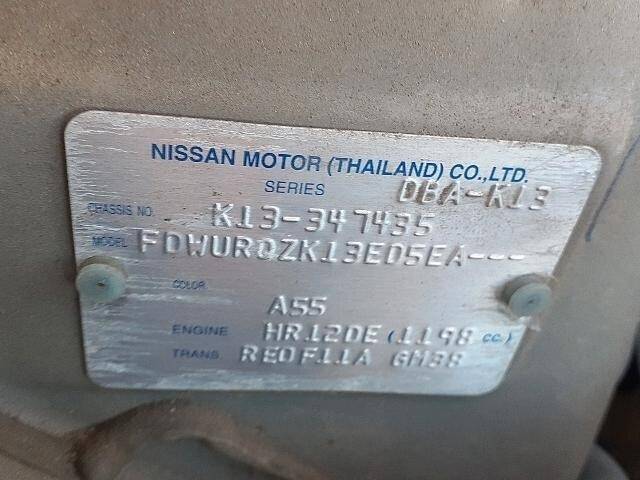 NISSAN MOTOR (THAILAND) CO.,LTD.
SERIES DBA-K13
CHASSIS NO. K13-347435
MODEL FDWURQZK13E05EA---
COLOR
A55
ENGINE HR12DE (1198 cc.)
TRANS RE0F11A GM38